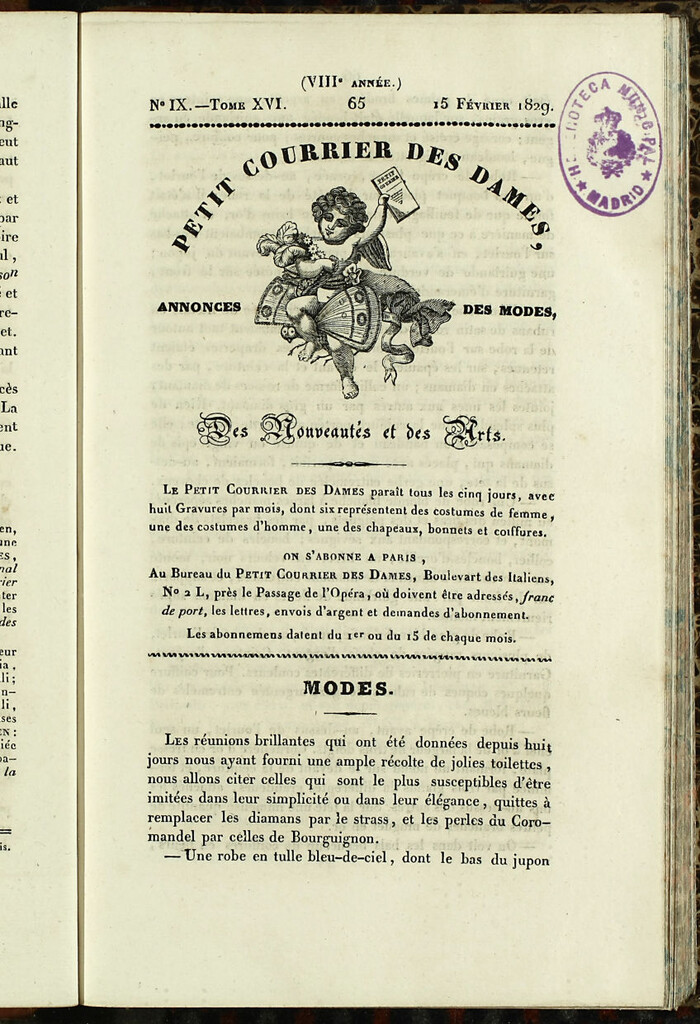 (VIIIe ANNÉE.)
No IX.—TOME XVI. 65 15 FÉVRIER 1829.
PETIT COURRIER DES DAMES,
ANNONCES DES MODES,
Des Nouveautés et des Arts.
LE PETIT COURRIER DES DAMES paraît tous les cinq jours, avec
huit Gravures par mois, dont six représentent des costumes de femme,
une des costumes d'homme, une des chapeaux, bonnets et coiffures.
ON S'ABONNE A PARIS,
Au Bureau du PETIT COURRIER DES DAMES, Boulevart des Italiens,
No 2 L, près le Passage de l'Opéra, où doivent être adressés, franc
de port, les lettres, envois d'argent et demandes d'abonnement.
Les abonnemens datent du 1er ou du 15 de chaque mois.
MODES.
LES réunions brillantes qui ont été données depuis huit
jours nous ayant fourni une ample récolte de jolies toilettes,
nous allons citer celles qui sont le plus susceptibles d'être
imitées dans leur simplicité ou dans leur élégance, quittes à
remplacer les diamans par le strass, et les perles du Coro-
mandel par celles de Bourguignon.
— Une robe en tulle bleu-de-ciel, dont le bas du jupon
MUNICIPAL
MADRID